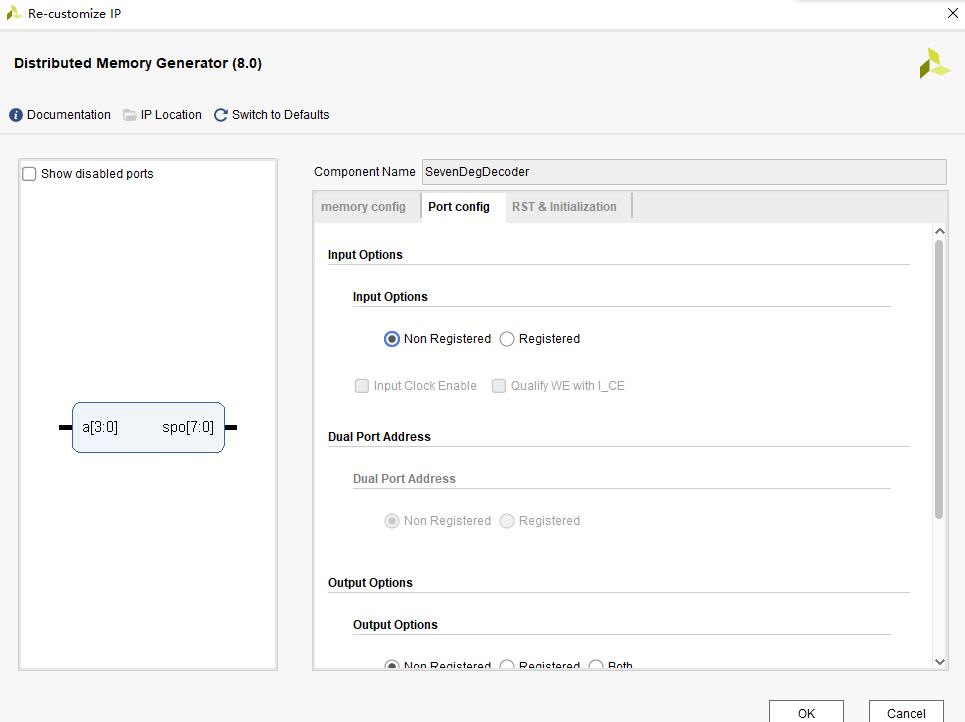 Re-customize IP
Distributed Memory Generator (8.0)
Documentation IP Location Switch to Defaults
Show disabled ports
a[3:0] spo[7:0]
Component Name SevenDegDecoder
memory config Port config RST & Initialization
Input Options
Input Options
Non Registered Registered
Input Clock Enable Qualify WE with I_CE
Dual Port Address
Dual Port Address
Non Registered Registered
Output Options
Output Options
Non Registered Registered Both
OK Cancel